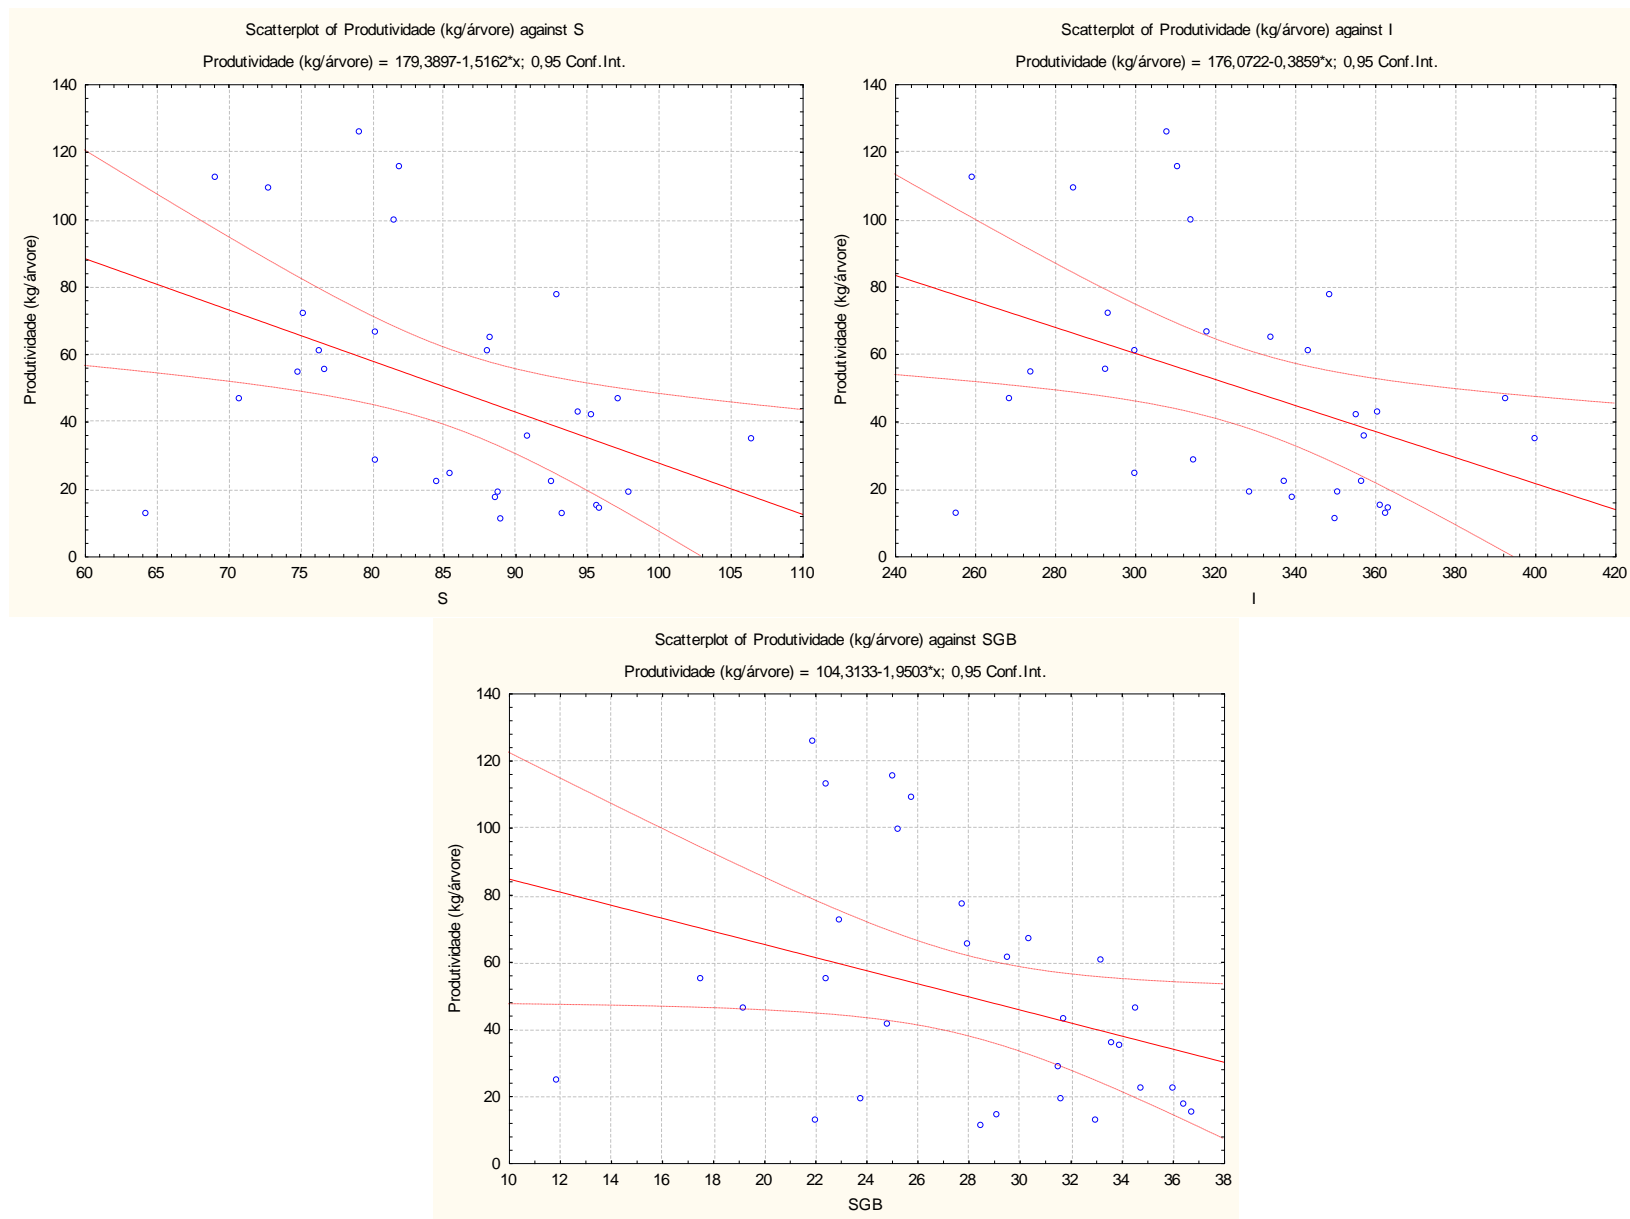 Scatterplot of Produtividade (kg/árvore) against S
Produtividade (kg/árvore) = 179,3897-1,5162*x; 0,95 Conf.Int.
140
120
100
80
60
40
20
0
Produtividade (kg/árvore)
60 65 70 75 80 85 90 95 100 105 110
S
Scatterplot of Produtividade (kg/árvore) against I
Produtividade (kg/árvore) = 176,0722-0,3859*x; 0,95 Conf.Int.
140
120
100
80
60
40
20
0
Produtividade (kg/árvore)
240 260 280 300 320 340 360 380 400 420
I
Scatterplot of Produtividade (kg/árvore) against SGB
Produtividade (kg/árvore) = 104,3133-1,9503*x; 0,95 Conf.Int.
140
120
100
80
60
40
20
0
Produtividade (kg/árvore)
10 12 14 16 18 20 22 24 26 28 30 32 34 36 38
SGB